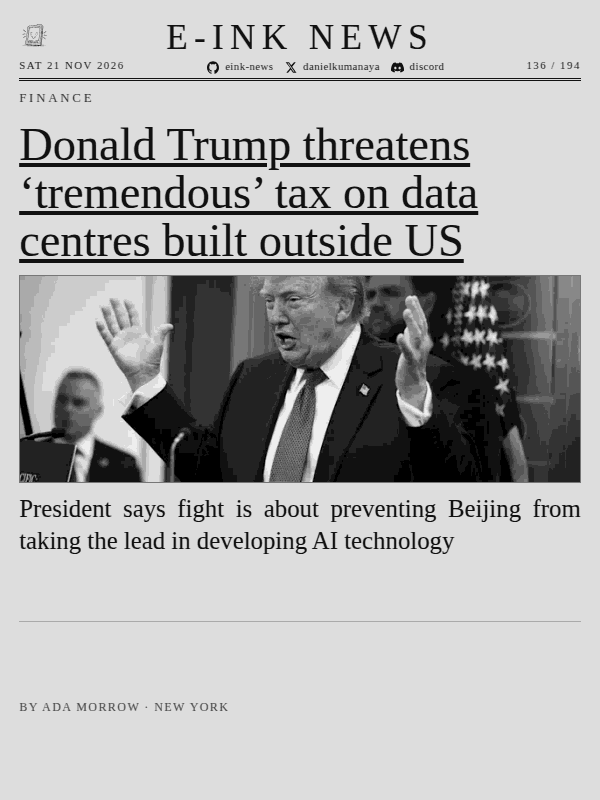 E-INK NEWS
SAT 21 NOV 2026
eink-news
danielkumanaya
discord
136 / 194
FINANCE
Donald Trump threatens
‘tremendous’ tax on data
centres built outside US
President says fight is about preventing Beijing from
taking the lead in developing AI technology
BY ADA MORROW · NEW YORK